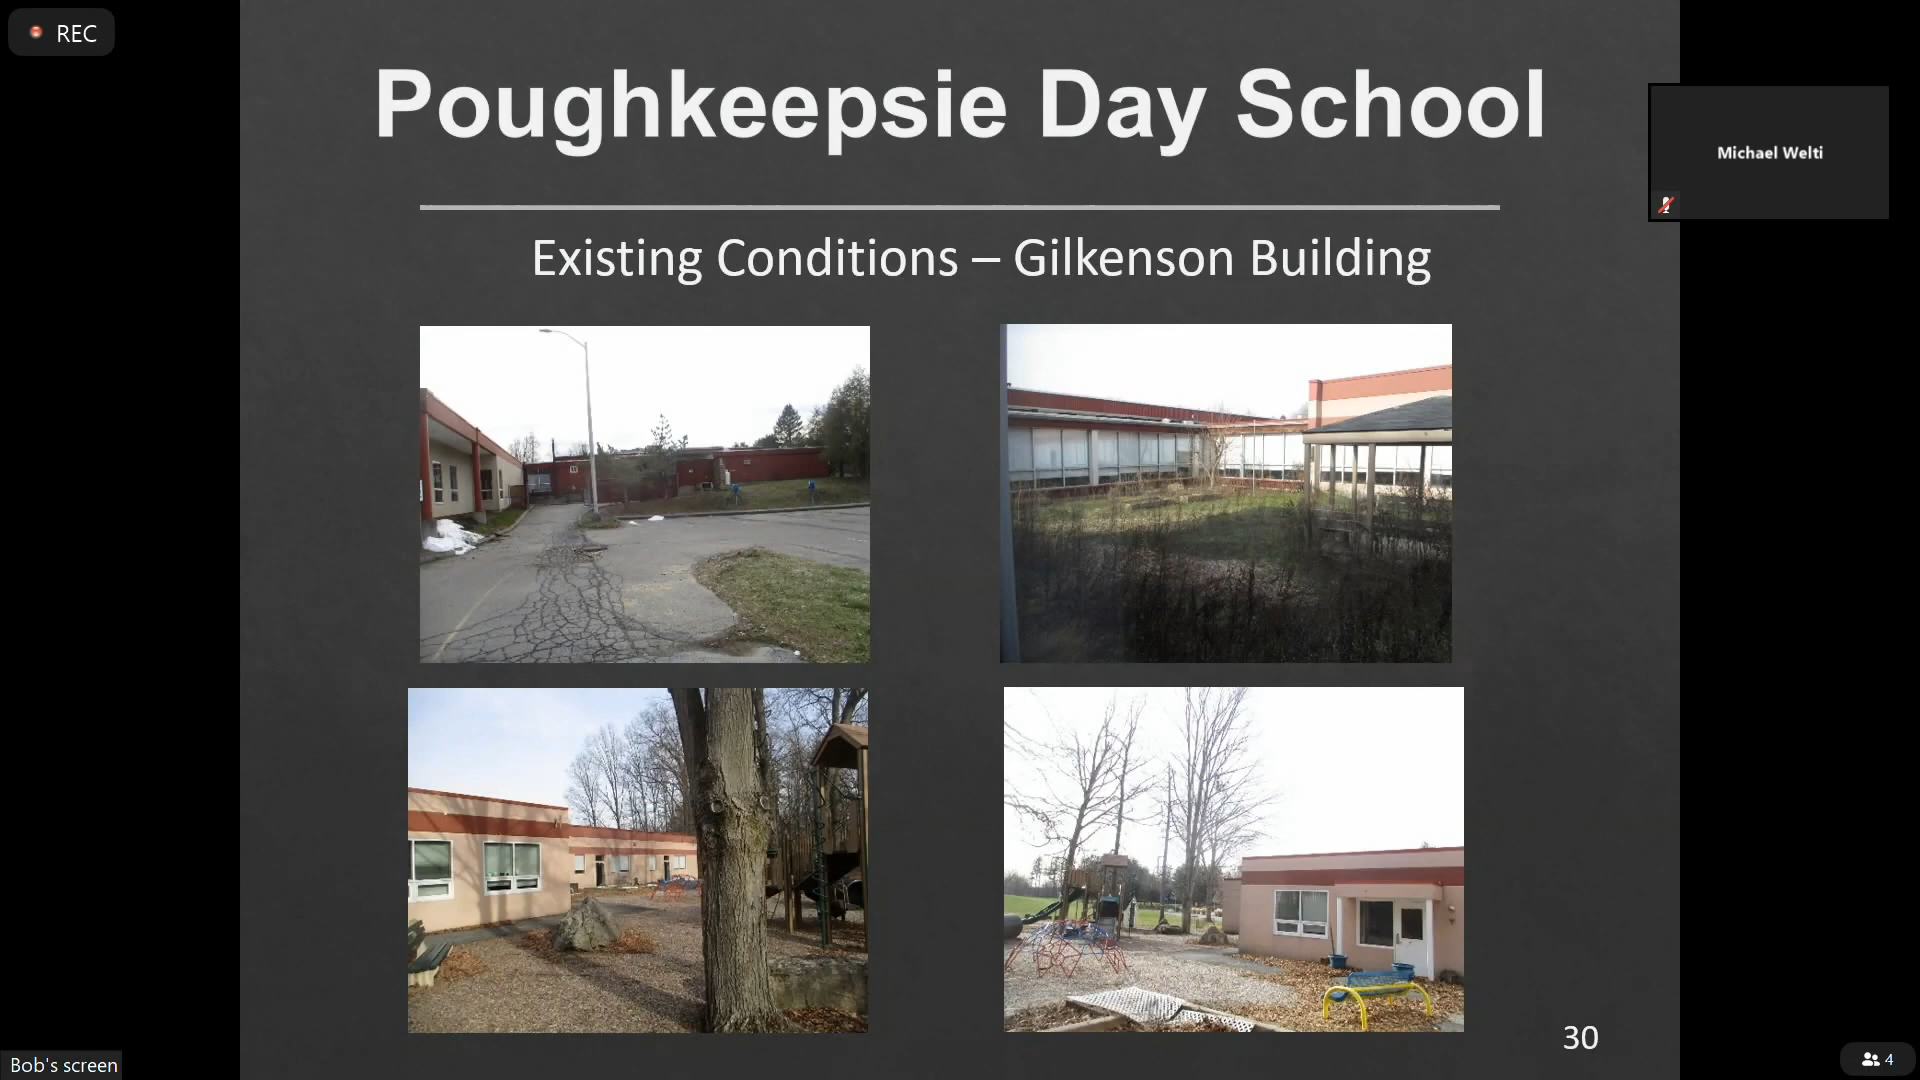 REC
Poughkeepsie Day School
Michael Welti
Existing Conditions – Gilkenson Building
30
Bob's screen
4